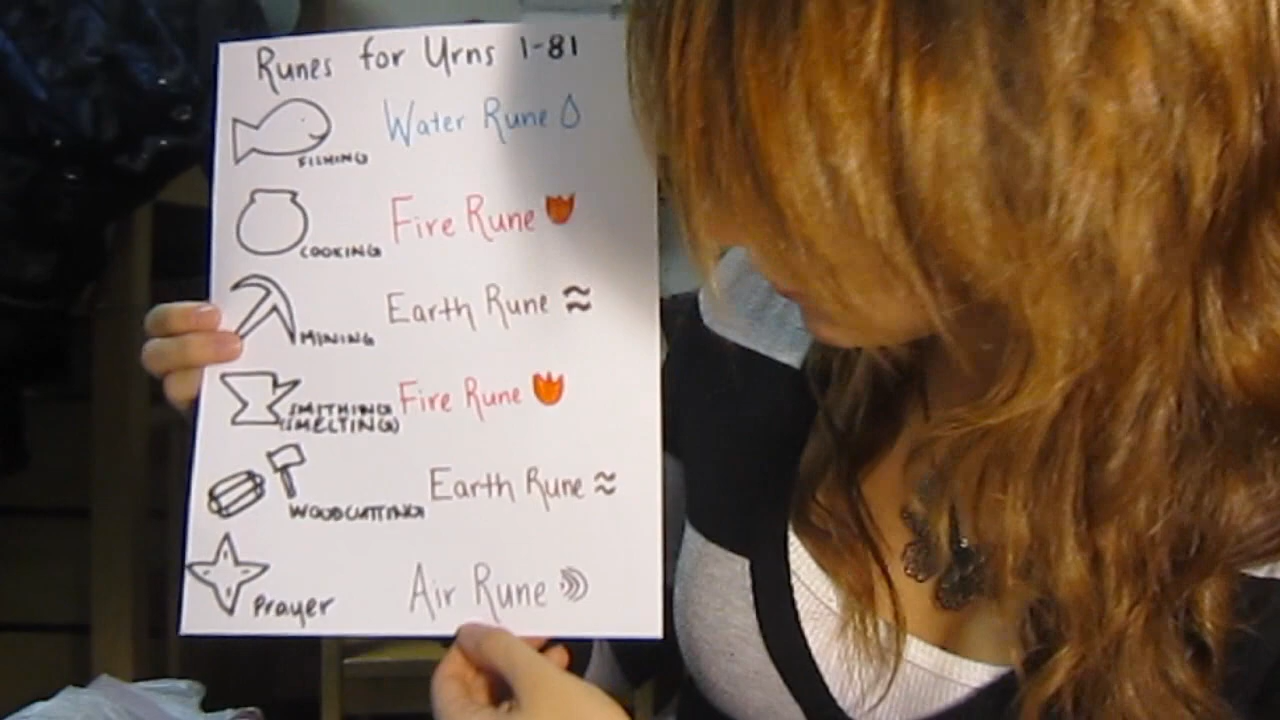 Runes for Urns 1-81
FISHING
Water Rune
COOKING
Fire Rune
MINING
Earth Rune
SMITHING
(SMELTING)
Fire Rune
WOODCUTTING
Earth Rune
Prayer
Air Rune